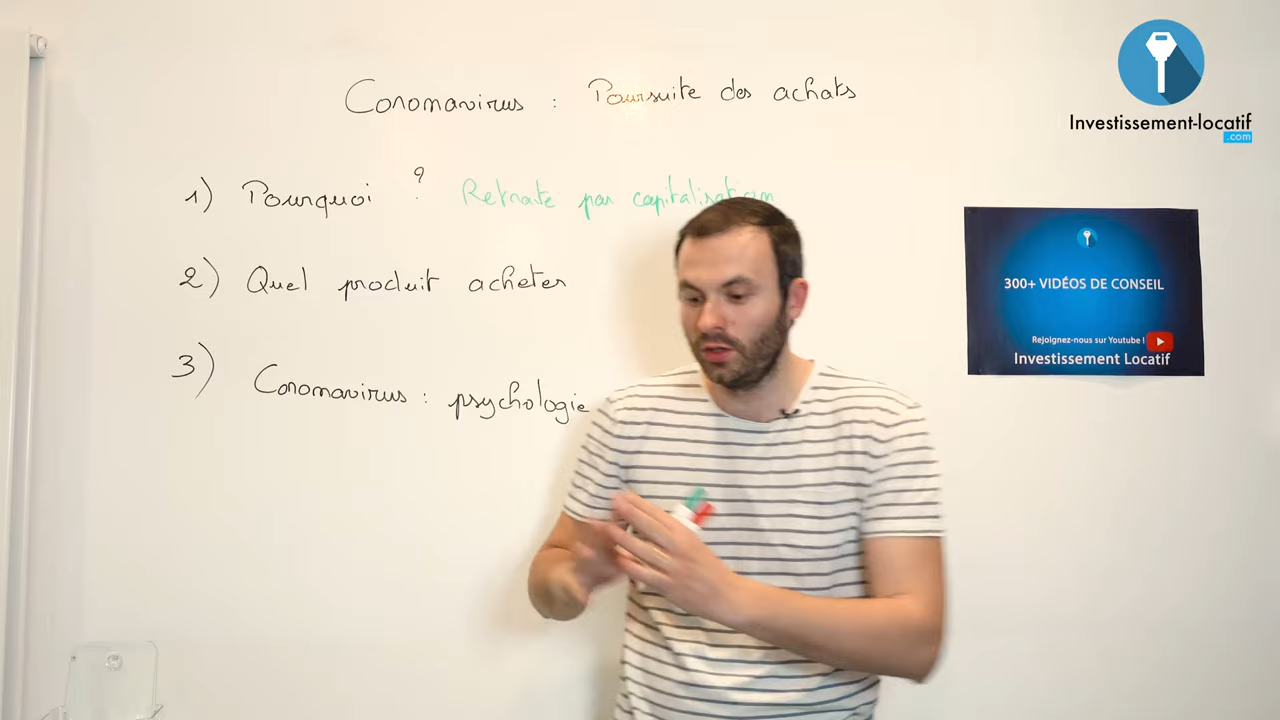 Coronavirus : Poursuite des achats
Investissement-locatif
.com
1) Pourquoi ? Retraite par capitalisation
2) Quel produit acheter
3) Coronavirus : psychologie
300+ VIDÉOS DE CONSEIL
Rejoignez-nous sur Youtube !
Investissement Locatif